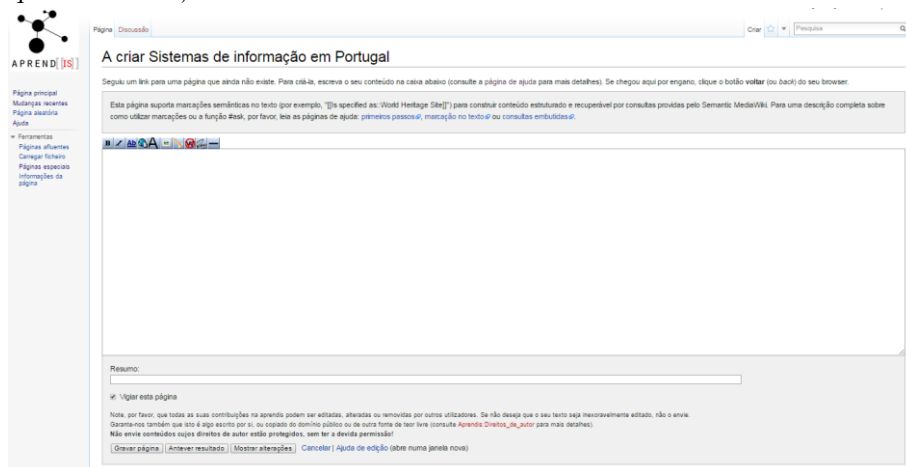 Página Discussão
Criar
Pesquisa
APREND[[IS]]
A criar Sistemas de informação em Portugal
Seguiu um link para uma página que ainda não existe. Para criá-la, escreva o seu conteúdo na caixa abaixo (consulte a página de ajuda para mais detalhes). Se chegou aqui por engano, clique o botão voltar (ou back) do seu browser.
Página principal
Mudanças recentes
Página aleatória
Ajuda
Ferramentas
Páginas afluentes
Carregar ficheiro
Páginas especiais
Informações da
página
Esta página suporta marcações semânticas no texto (por exemplo, "[[Is specified as::World Heritage Site]]") para construir conteúdo estruturado e recuperável por consultas providas pelo Semantic MediaWiki. Para uma descrição completa sobre
como utilizar marcações ou a função #ask, por favor, leia as páginas de ajuda: primeiros passos, marcação no texto ou consultas embutidas.
Resumo:
Vigiar esta página
Note, por favor, que todas as suas contribuições na aprendis podem ser editadas, alteradas ou removidas por outros utilizadores. Se não deseja que o seu texto seja inexoravelmente editado, não o envie.
Garanta-nos também que isto é algo escrito por si, ou copiado do domínio público ou de outra fonte de teor livre (consulte Aprendis:Direitos_de_autor para mais detalhes).
Não envie conteúdos cujos direitos de autor estão protegidos, sem ter a devida permissão!
Gravar página Antever resultado Mostrar alterações Cancelar | Ajuda de edição (abre numa janela nova)